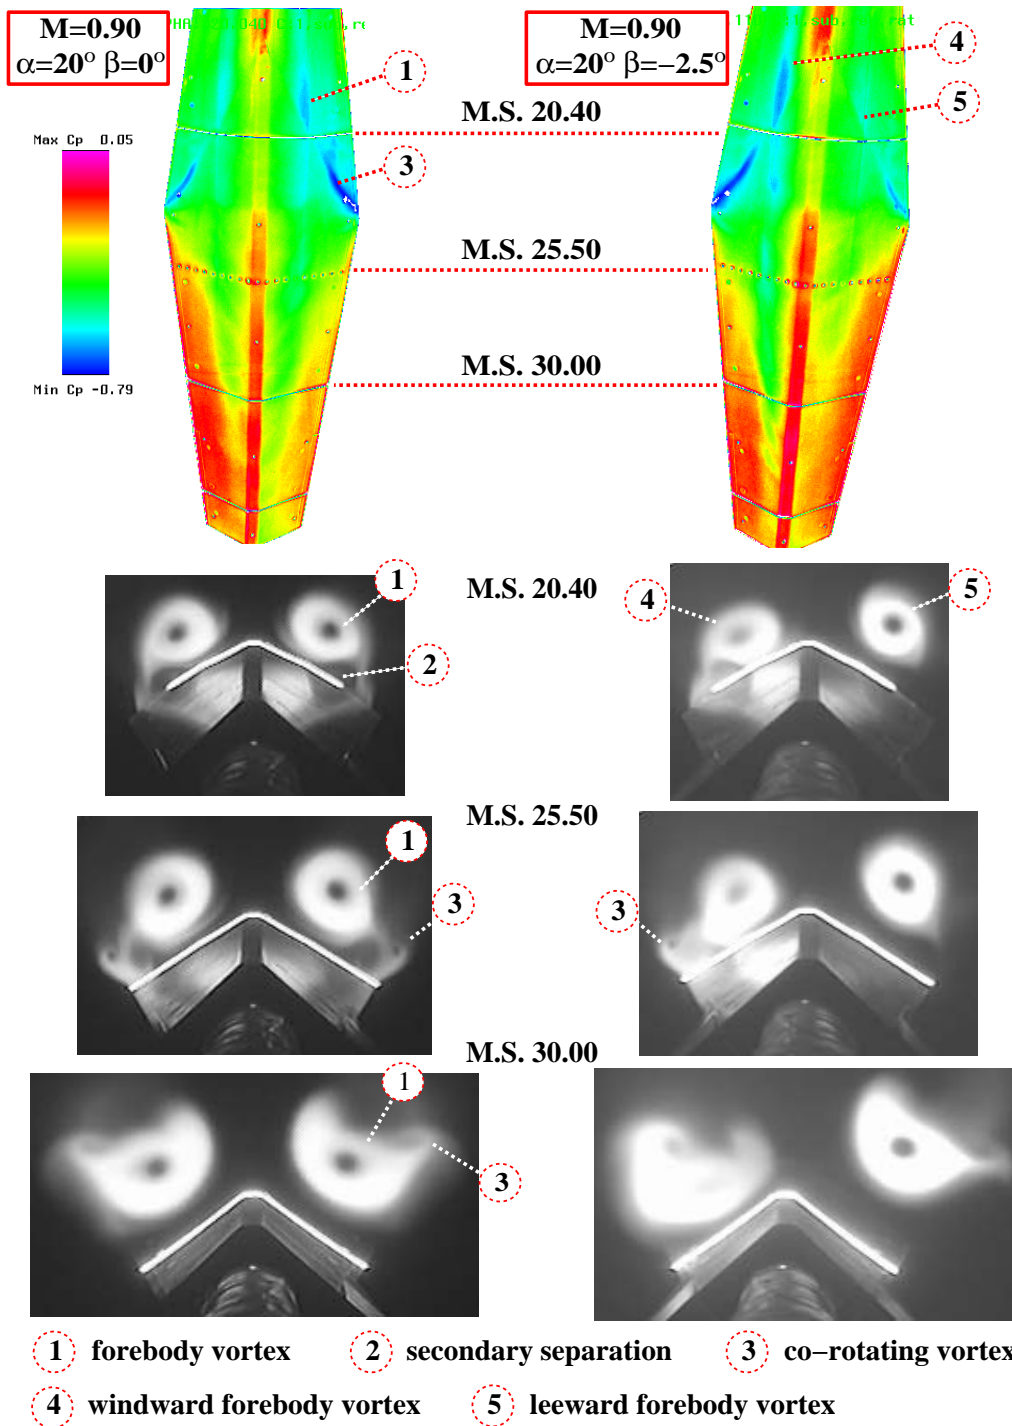 M=0.90
α=20° β=0°
M=0.90
α=20° β=−2.5°
1
4
5
M.S. 20.40
Max Cp 0.05
3
M.S. 25.50
M.S. 30.00
Min Cp -0.79
1
M.S. 20.40
4
5
2
M.S. 25.50
1
3
3
M.S. 30.00
1
3
1 forebody vortex 2 secondary separation 3 co−rotating vortex
4 windward forebody vortex 5 leeward forebody vortex